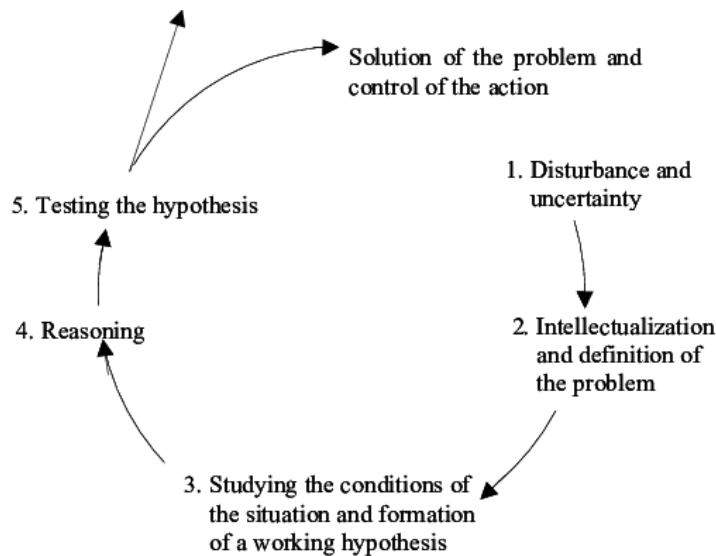 Solution of the problem and
control of the action
1. Disturbance and
uncertainty
2. Intellectualization
and definition of
the problem
3. Studying the conditions of
the situation and formation
of a working hypothesis
4. Reasoning
5. Testing the hypothesis